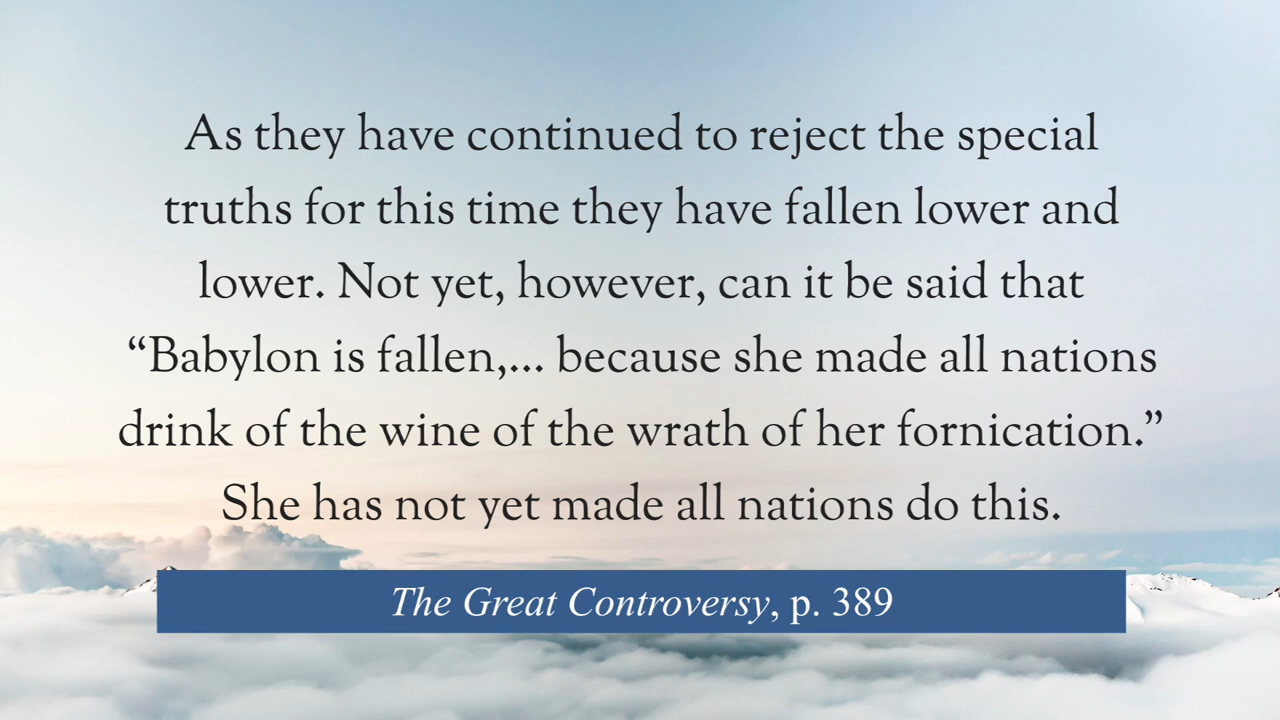 As they have continued to reject the special
truths for this time they have fallen lower and
lower. Not yet, however, can it be said that
“Babylon is fallen,... because she made all nations
drink of the wine of the wrath of her fornication.”
She has not yet made all nations do this.
The Great Controversy, p. 389